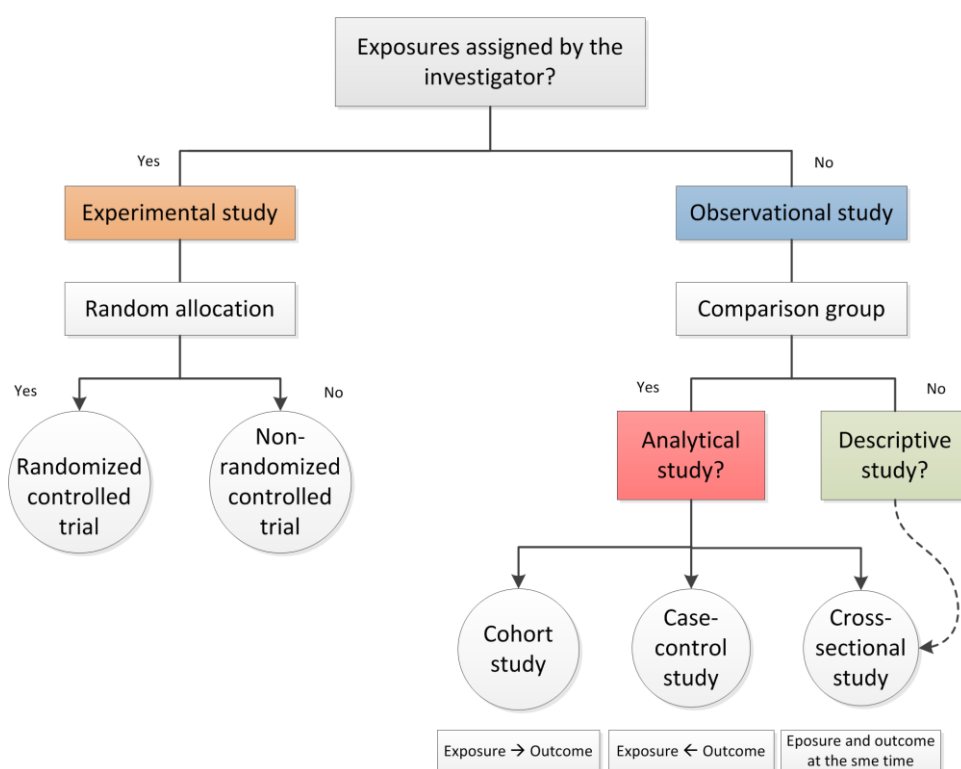 Exposures assigned by the
investigator?
Yes
No
Experimental study
Observational study
Random allocation
Comparison group
Yes
No
Yes
No
Randomized
controlled
trial
Non-
randomized
controlled
trial
Analytical
study?
Descriptive
study?
Cohort
study
Case-
control
study
Cross-
sectional
study
Exposure → Outcome
Exposure ← Outcome
Eposure and outcome
at the sme time